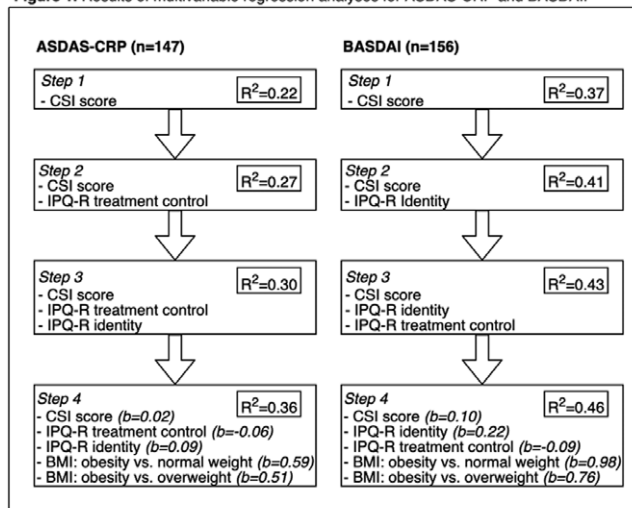 Figure 1. Results of multivariable regression analyses for ASDAS-CRP and BASDAI.
ASDAS-CRP (n=147)
Step 1
R²=0.22
- CSI score
Step 2
R²=0.27
- CSI score
- IPQ-R treatment control
Step 3
R²=0.30
- CSI score
- IPQ-R treatment control
- IPQ-R identity
Step 4
R²=0.36
- CSI score (b=0.02)
- IPQ-R treatment control (b=-0.06)
- IPQ-R identity (b=0.09)
- BMI: obesity vs. normal weight (b=0.59)
- BMI: obesity vs. overweight (b=0.51)
BASDAI (n=156)
Step 1
R²=0.37
- CSI score
Step 2
R²=0.41
- CSI score
- IPQ-R Identity
Step 3
R²=0.43
- CSI score
- IPQ-R identity
- IPQ-R treatment control
Step 4
R²=0.46
- CSI score (b=0.10)
- IPQ-R identity (b=0.22)
- IPQ-R treatment control (b=-0.09)
- BMI: obesity vs. normal weight (b=0.98)
- BMI: obesity vs. overweight (b=0.76)